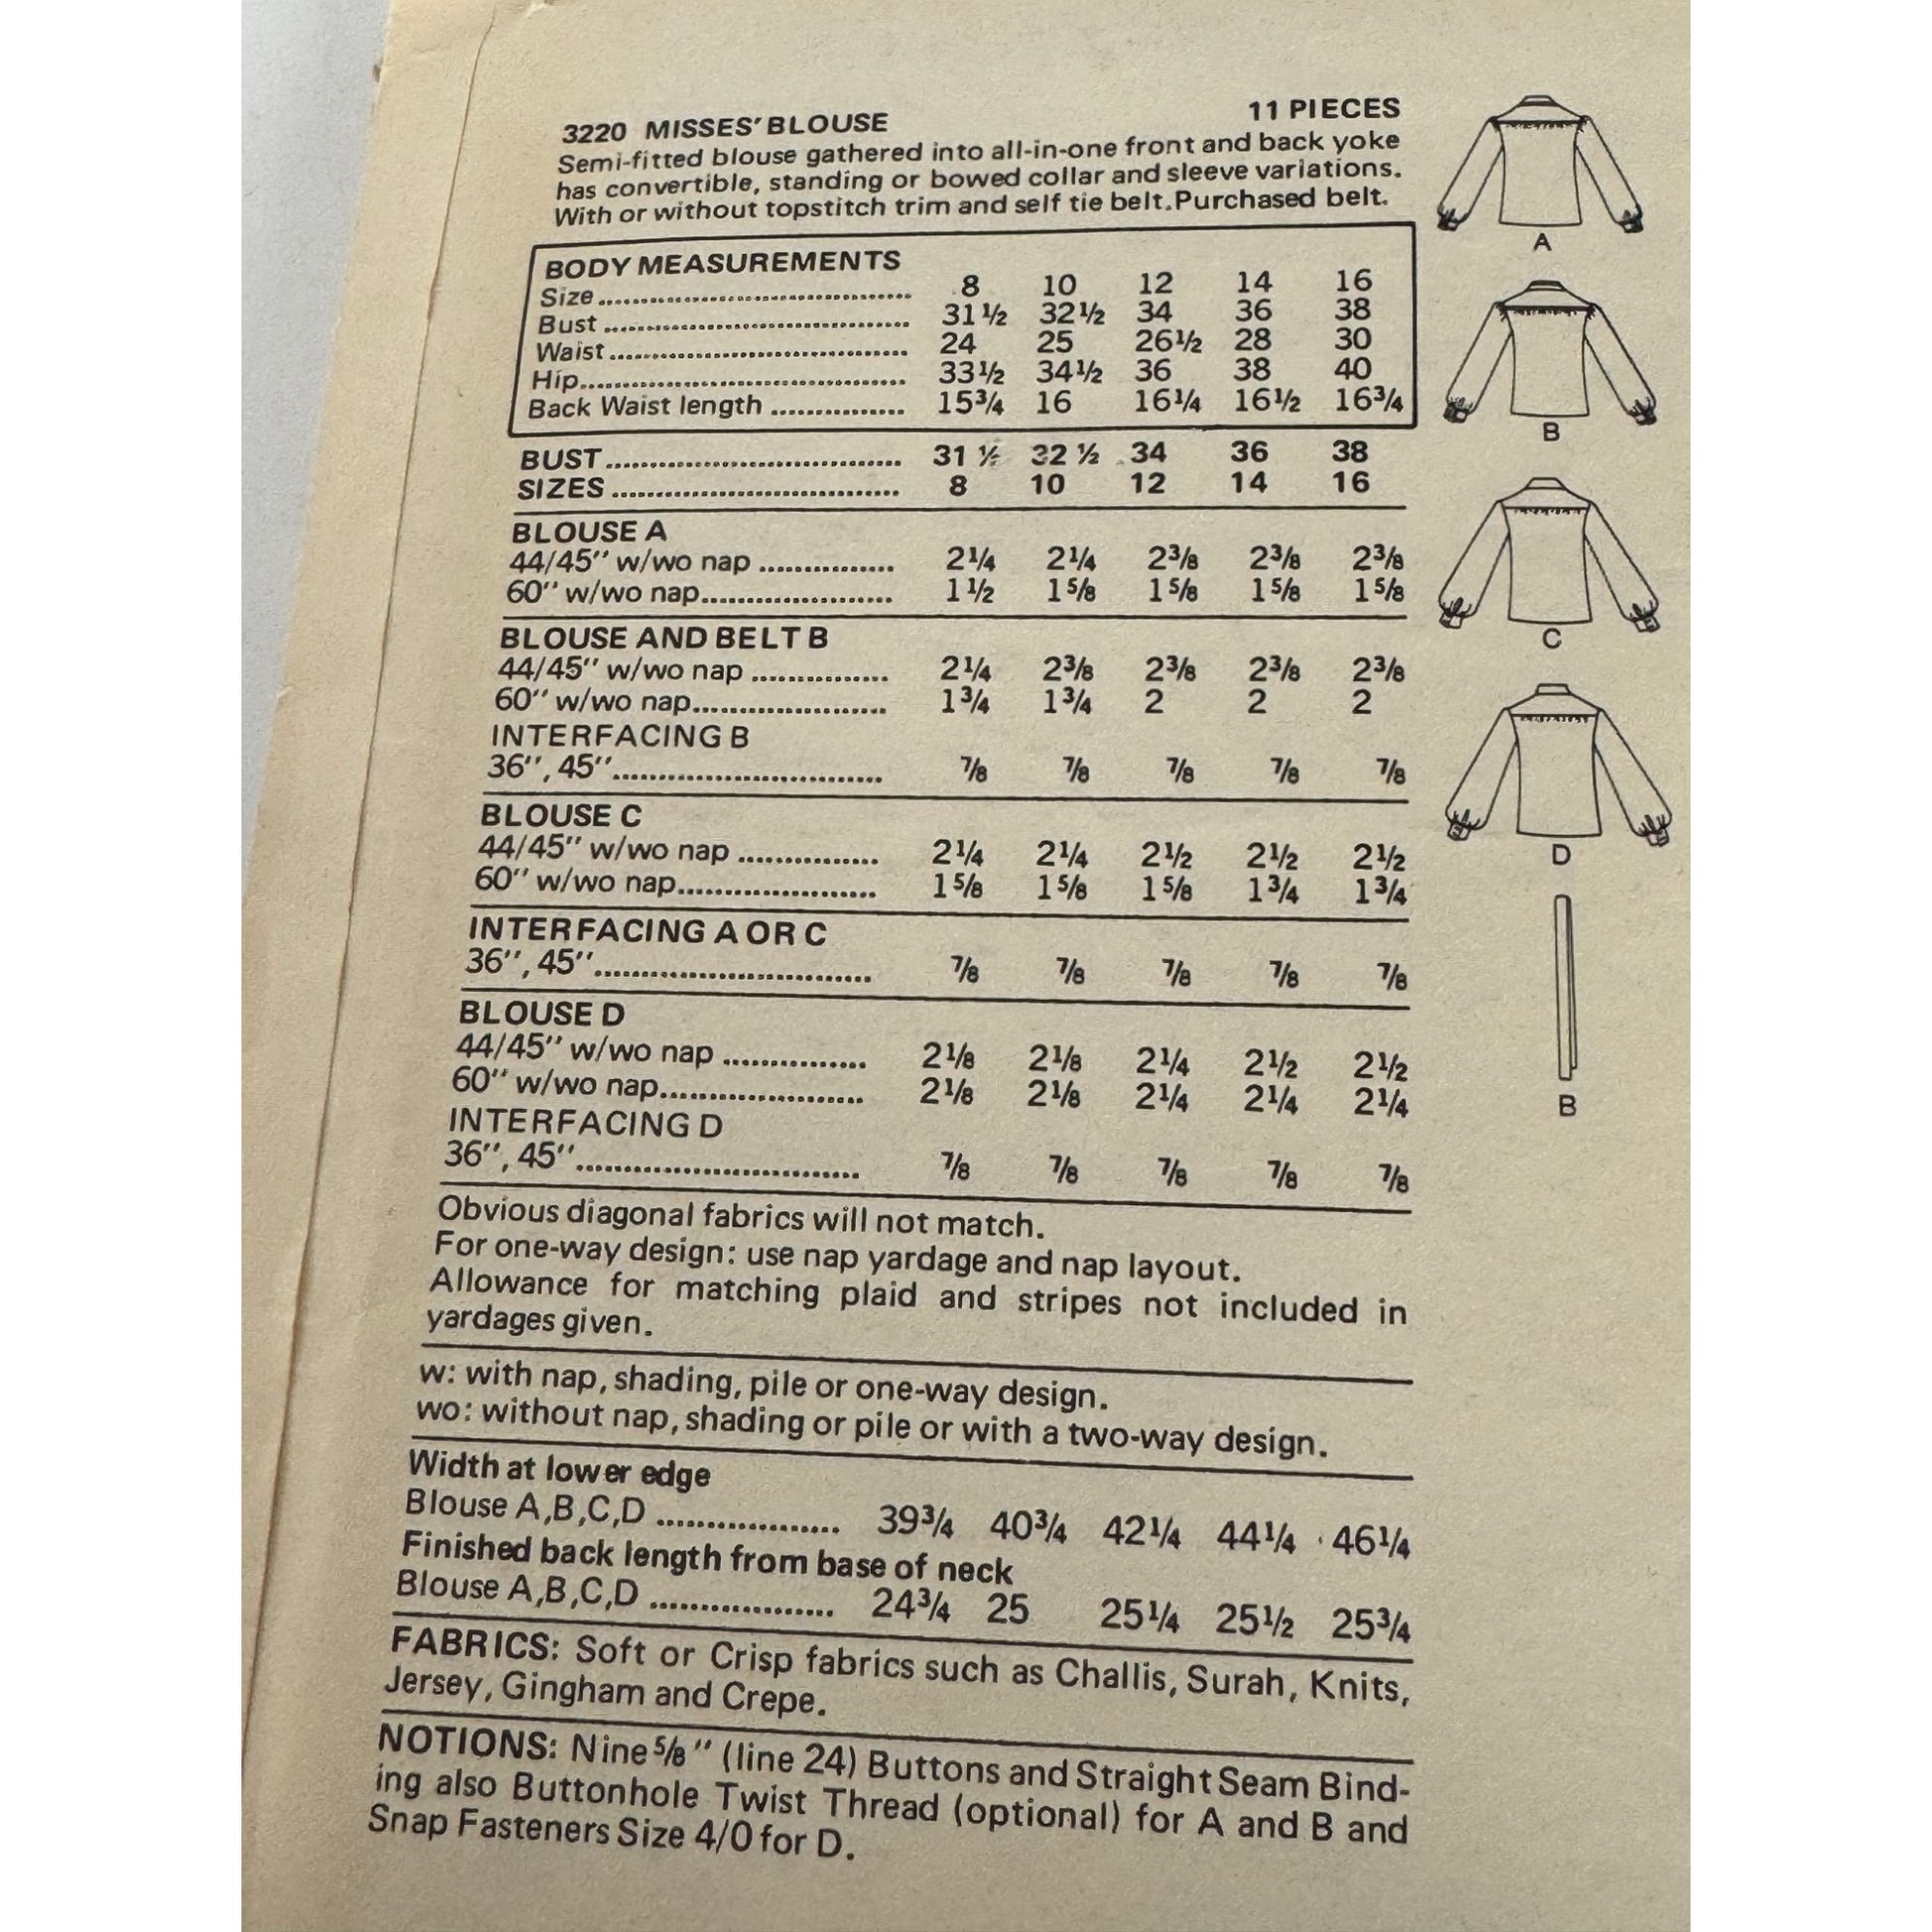 3220 MISSES' BLOUSE 11 PIECES
Semi-fitted blouse gathered into all-in-one front and back yoke
has convertible, standing or bowed collar and sleeve variations.
With or without topstitch trim and self tie belt. Purchased belt.
BODY MEASUREMENTS
Size 8 10 12 14 16
Bust 31½ 32½ 34 36 38
Waist 24 25 26½ 28 30
Hip 33½ 34½ 36 38 40
Back Waist length 15¾ 16 16¼ 16½ 16¾
BUST 31 ½ 32 ½ 34 36 38
SIZES 8 10 12 14 16
BLOUSE A
44/45" w/wo nap 2¼ 2¼ 2⅜ 2⅜ 2⅜
60" w/wo nap 1½ 1⅝ 1⅝ 1⅝ 1⅝
BLOUSE AND BELT B
44/45" w/wo nap 2¼ 2⅜ 2⅜ 2⅜ 2⅜
60" w/wo nap 1¾ 1¾ 2 2 2
INTERFACING B
36", 45" ⅞ ⅞ ⅞ ⅞ ⅞
BLOUSE C
44/45" w/wo nap 2¼ 2¼ 2½ 2½ 2½
60" w/wo nap 1⅝ 1⅝ 1⅝ 1¾ 1¾
INTERFACING A OR C
36", 45" ⅞ ⅞ ⅞ ⅞ ⅞
BLOUSE D
44/45" w/wo nap 2⅛ 2⅛ 2¼ 2½ 2½
60" w/wo nap 2⅛ 2⅛ 2¼ 2¼ 2¼
INTERFACING D
36", 45" ⅞ ⅞ ⅞ ⅞ ⅞
Obvious diagonal fabrics will not match.
For one-way design: use nap yardage and nap layout.
Allowance for matching plaid and stripes not included in
yardages given.
w: with nap, shading, pile or one-way design.
wo: without nap, shading or pile or with a two-way design.
Width at lower edge
Blouse A,B,C,D 39¾ 40¾ 42¼ 44¼ 46¼
Finished back length from base of neck
Blouse A,B,C,D 24¾ 25 25¼ 25½ 25¾
FABRICS: Soft or Crisp fabrics such as Challis, Surah, Knits,
Jersey, Gingham and Crepe.
NOTIONS: Nine ⅝" (line 24) Buttons and Straight Seam Bind-
ing also Buttonhole Twist Thread (optional) for A and B and
Snap Fasteners Size 4/0 for D.
A
B
C
D
B